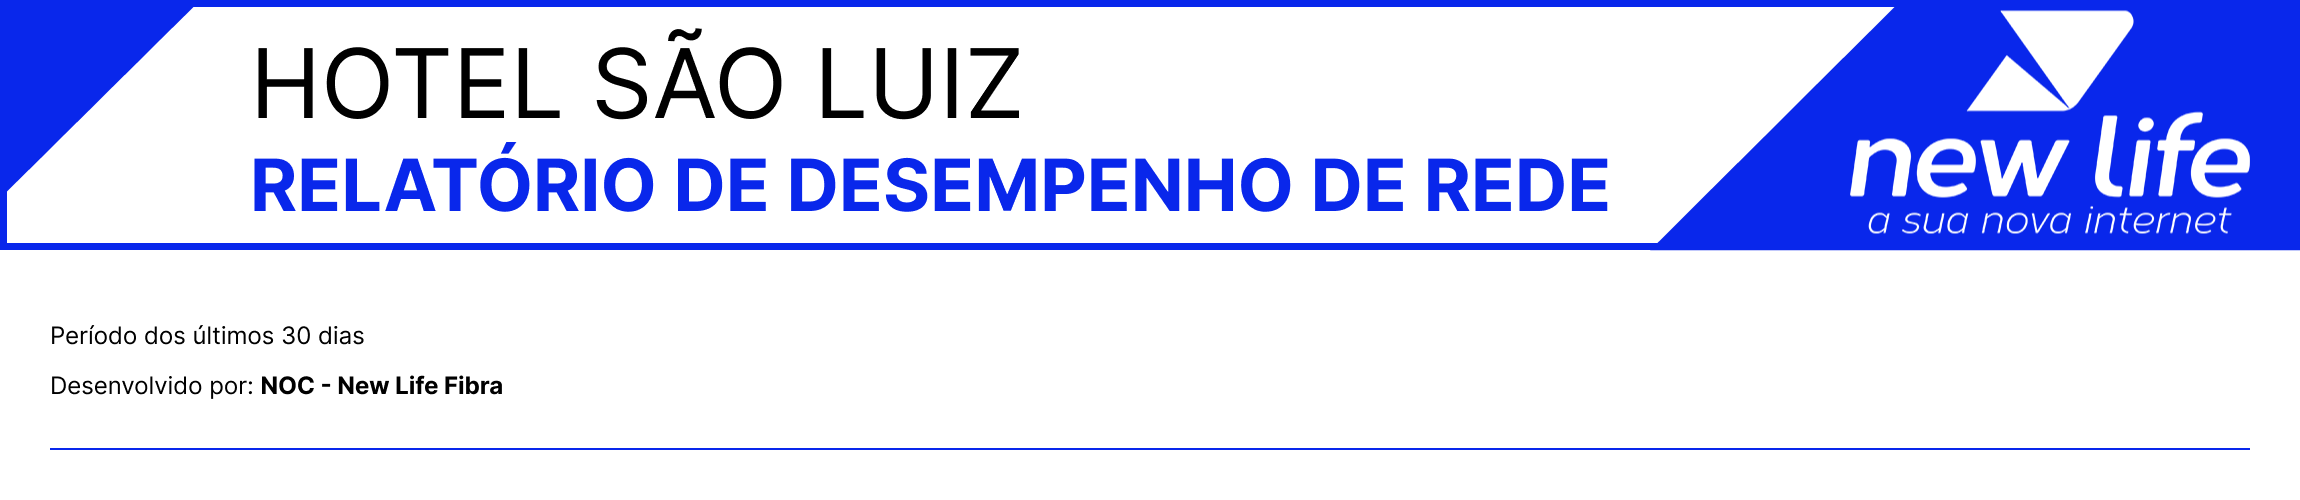 HOTEL SÃO LUIZ
RELATÓRIO DE DESEMPENHO DE REDE
new life
a sua nova internet
Período dos últimos 30 dias
Desenvolvido por: NOC - New Life Fibra